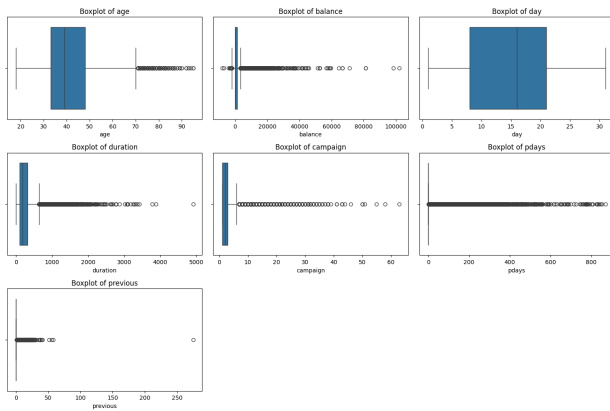 Boxplot of age
20 30 40 50 60 70 80 90
age
Boxplot of balance
0 20000 40000 60000 80000 100000
balance
Boxplot of day
0 5 10 15 20 25 30
day
Boxplot of duration
0 1000 2000 3000 4000 5000
duration
Boxplot of campaign
0 10 20 30 40 50 60
campaign
Boxplot of pdays
0 200 400 600 800
pdays
Boxplot of previous
0 50 100 150 200 250
previous